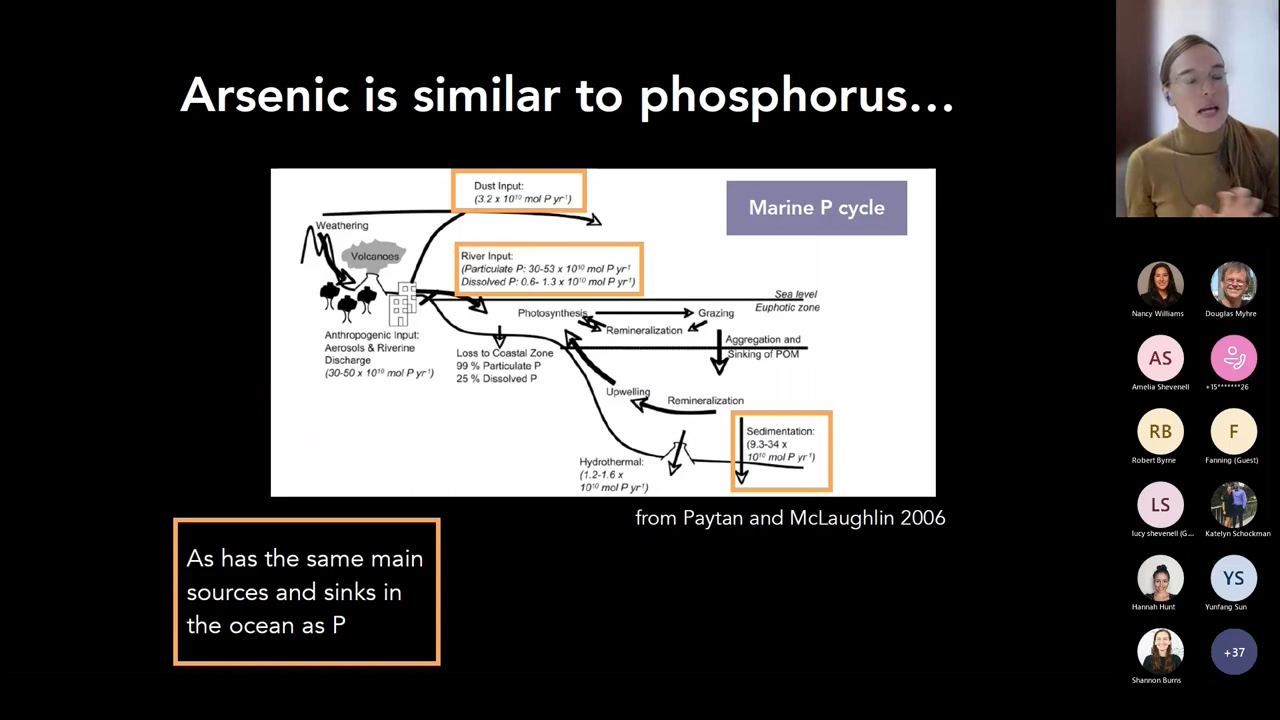 Arsenic is similar to phosphorus...
Marine P cycle
Dust Input:
(3.2 x 10¹⁰ mol P yr⁻¹)
Weathering
Volcanoes
River Input:
(Particulate P: 30-53 x 10¹⁰ mol P yr⁻¹
Dissolved P: 0.6- 1.3 x 10¹⁰ mol P yr⁻¹)
Sea level
Euphotic zone
Photosynthesis
Grazing
Remineralization
Anthropogenic Input:
Aerosols & Riverine
Discharge
(30-50 x 10¹⁰ mol P yr⁻¹)
Loss to Coastal Zone
99 % Particulate P
25 % Dissolved P
Aggregation and
Sinking of POM
Upwelling
Remineralization
Sedimentation:
(9.3-34 x
10¹⁰ mol P yr⁻¹)
Hydrothermal:
(1.2-1.6 x
10¹⁰ mol P yr⁻¹)
from Paytan and McLaughlin 2006
As has the same main
sources and sinks in
the ocean as P
Nancy Williams
Douglas Myhre
AS
Amelia Shevenell
+15*******26
RB
Robert Byrne
F
Fanning (Guest)
LS
lucy shevenell (G...
Katelyn Schockman
Hannah Hunt
YS
Yunfang Sun
Shannon Burns
+37